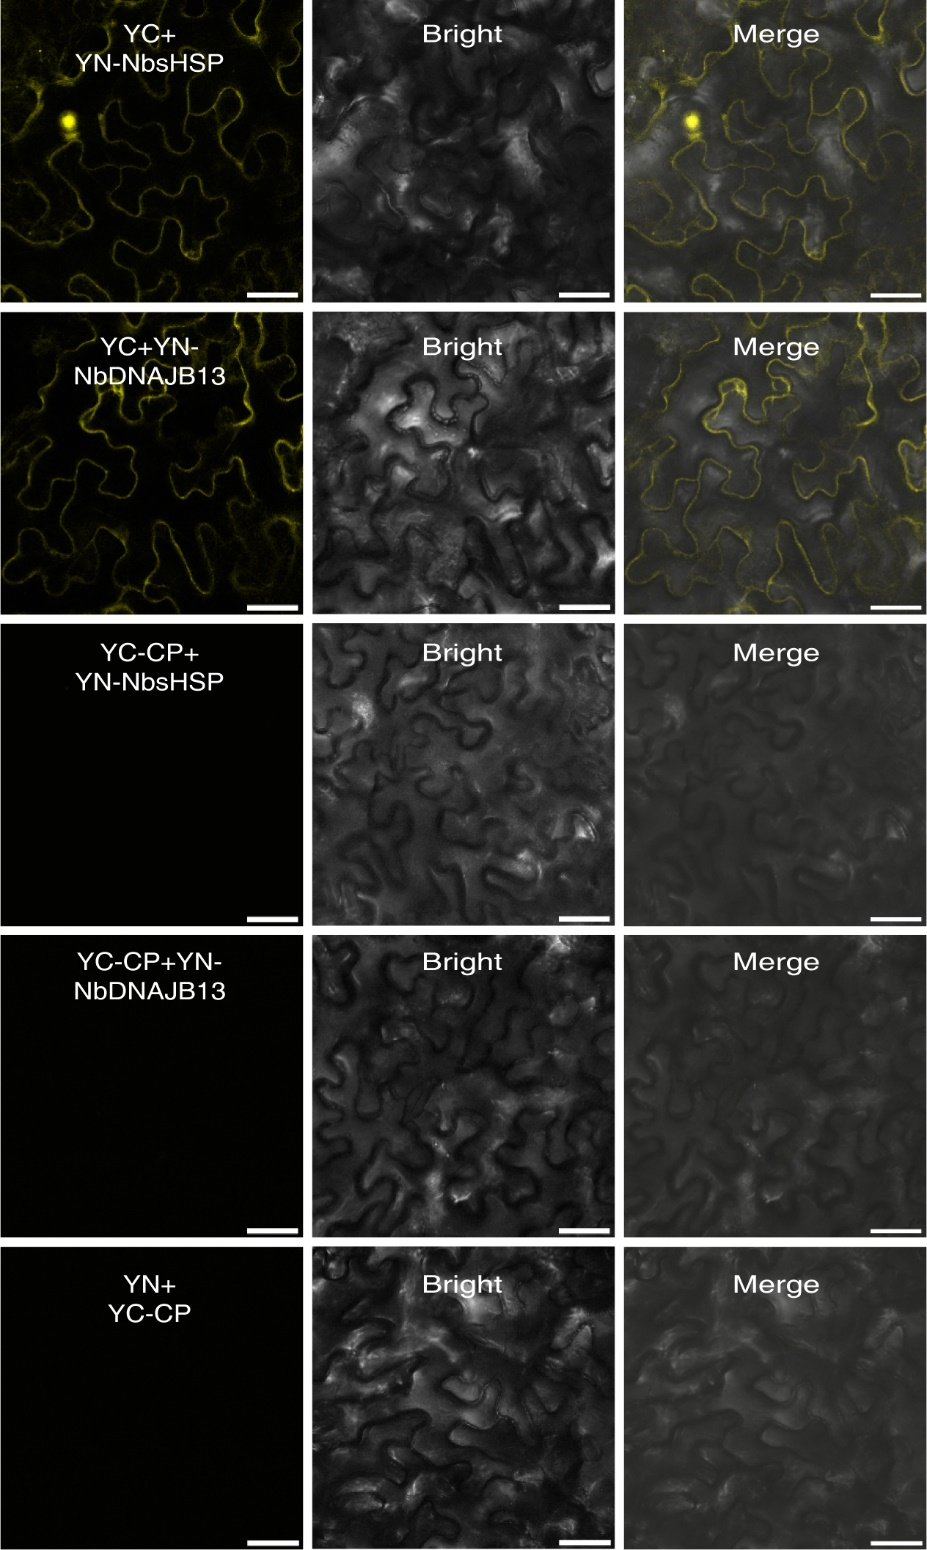 YC+
YN-NbsHSP
Bright
Merge
YC+YN-
NbDNAJB13
Bright
Merge
YC-CP+
YN-NbsHSP
Bright
Merge
YC-CP+YN-
NbDNAJB13
Bright
Merge
YN+
YC-CP
Bright
Merge